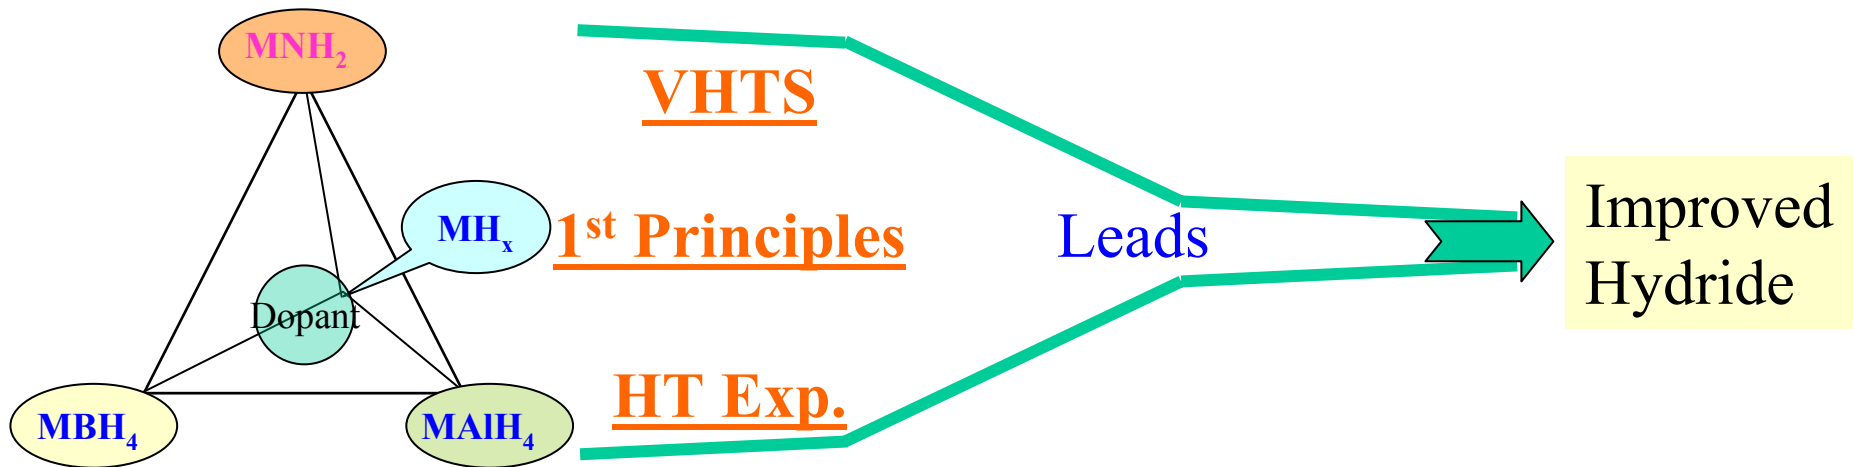 MNH₂
VHTS
MHₓ
1st Principles
Leads
Improved
Hydride
Dopant
HT Exp.
MBH₄
MAlH₄